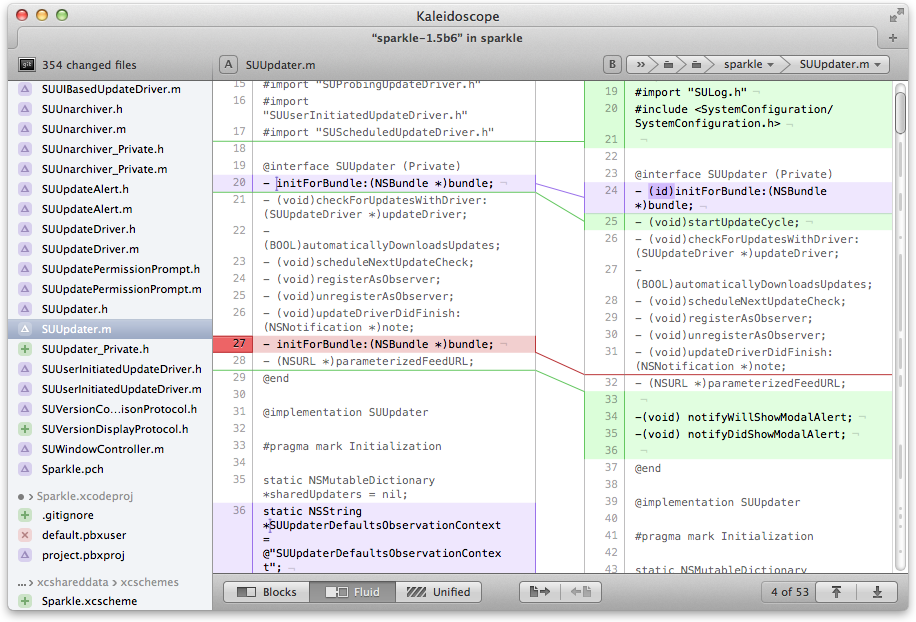 Kaleidoscope
“sparkle-1.5b6” in sparkle
git 354 changed files
A SUUpdater.m
B » sparkle SUUpdater.m
SUUIBasedUpdateDriver.m
SUUnarchiver.h
SUUnarchiver.m
SUUnarchiver_Private.h
SUUnarchiver_Private.m
SUUpdateAlert.h
SUUpdateAlert.m
SUUpdateDriver.h
SUUpdateDriver.m
SUUpdatePermissionPrompt.h
SUUpdatePermissionPrompt.m
SUUpdater.h
SUUpdater.m
SUUpdater_Private.h
SUUserInitiatedUpdateDriver.h
SUUserInitiatedUpdateDriver.m
SUVersionCo...isonProtocol.h
SUVersionDisplayProtocol.h
SUWindowController.m
Sparkle.pch
● › Sparkle.xcodeproj
.gitignore
default.pbxuser
project.pbxproj
... › xcshareddata › xcschemes
Sparkle.xcscheme
15 #import "SUProbingUpdateDriver.h"
16 #import
"SUUserInitiatedUpdateDriver.h"
17 #import "SUScheduledUpdateDriver.h"
18
19 @interface SUUpdater (Private)
20 - initForBundle:(NSBundle *)bundle; ¬
21 - (void)checkForUpdatesWithDriver:
(SUUpdateDriver *)updateDriver;
22 -
(BOOL)automaticallyDownloadsUpdates;
23 - (void)scheduleNextUpdateCheck;
24 - (void)registerAsObserver;
25 - (void)unregisterAsObserver;
26 - (void)updateDriverDidFinish:
(NSNotification *)note;
27 - initForBundle:(NSBundle *)bundle; ¬
28 - (NSURL *)parameterizedFeedURL;
29 @end
30
31 @implementation SUUpdater
32
33 #pragma mark Initialization
34
35 static NSMutableDictionary
*sharedUpdaters = nil;
36 static NSString
*SUUpdaterDefaultsObservationContext
=
@"SUUpdaterDefaultsObservationContex
t"; ¬
19 #import "SULog.h" ¬
20 #include <SystemConfiguration/
SystemConfiguration.h> ¬
21 ¬
22
23 @interface SUUpdater (Private)
24 - (id)initForBundle:(NSBundle
*)bundle; ¬
25 - (void)startUpdateCycle; ¬
26 - (void)checkForUpdatesWithDriver:
(SUUpdateDriver *)updateDriver;
27 -
(BOOL)automaticallyDownloadsUpdates;
28 - (void)scheduleNextUpdateCheck;
29 - (void)registerAsObserver;
30 - (void)unregisterAsObserver;
31 - (void)updateDriverDidFinish:
(NSNotification *)note;
32 - (NSURL *)parameterizedFeedURL;
33 ¬
34 -(void) notifyWillShowModalAlert; ¬
35 -(void) notifyDidShowModalAlert; ¬
36 ¬
37 @end
38
39 @implementation SUUpdater
40
41 #pragma mark Initialization
42
43 static NSMutableDictionary
Blocks Fluid Unified
4 of 53